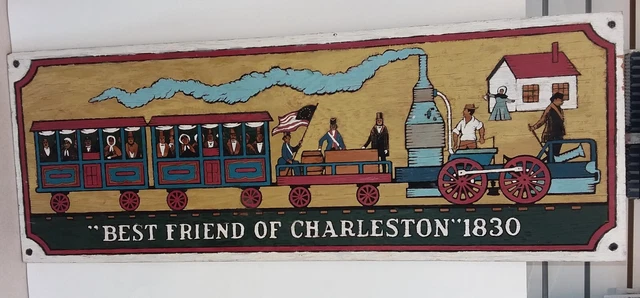 "BEST FRIEND OF CHARLESTON" 1830